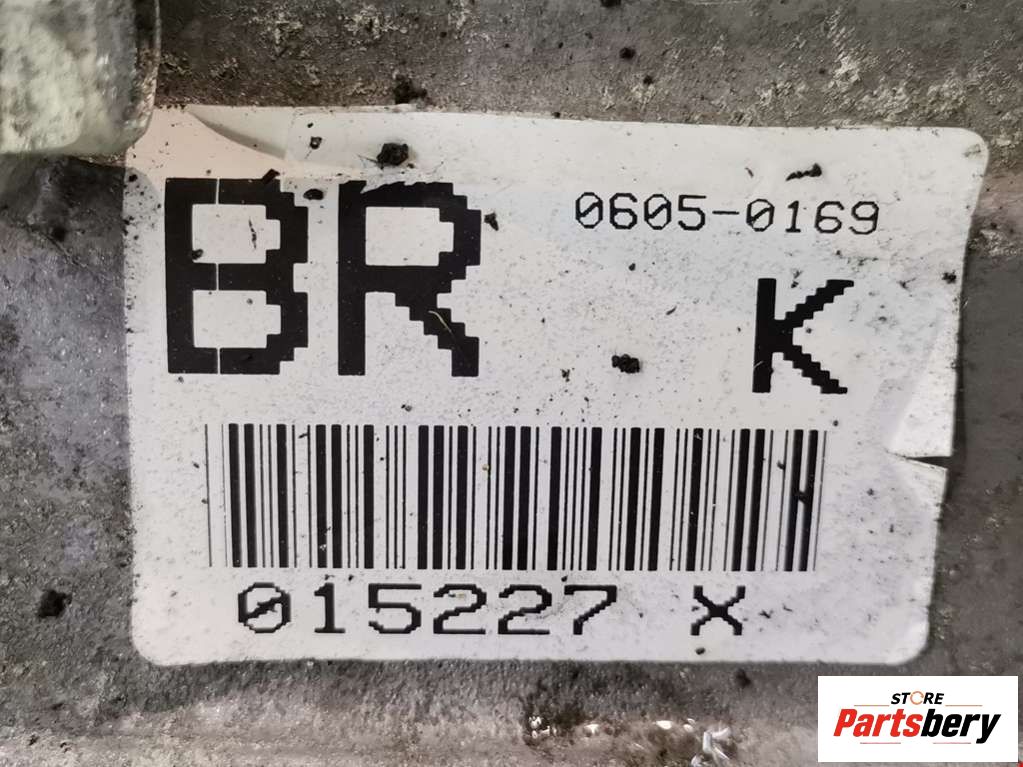 BR 0605-0169
K
015227 X
STORE
Partsbery